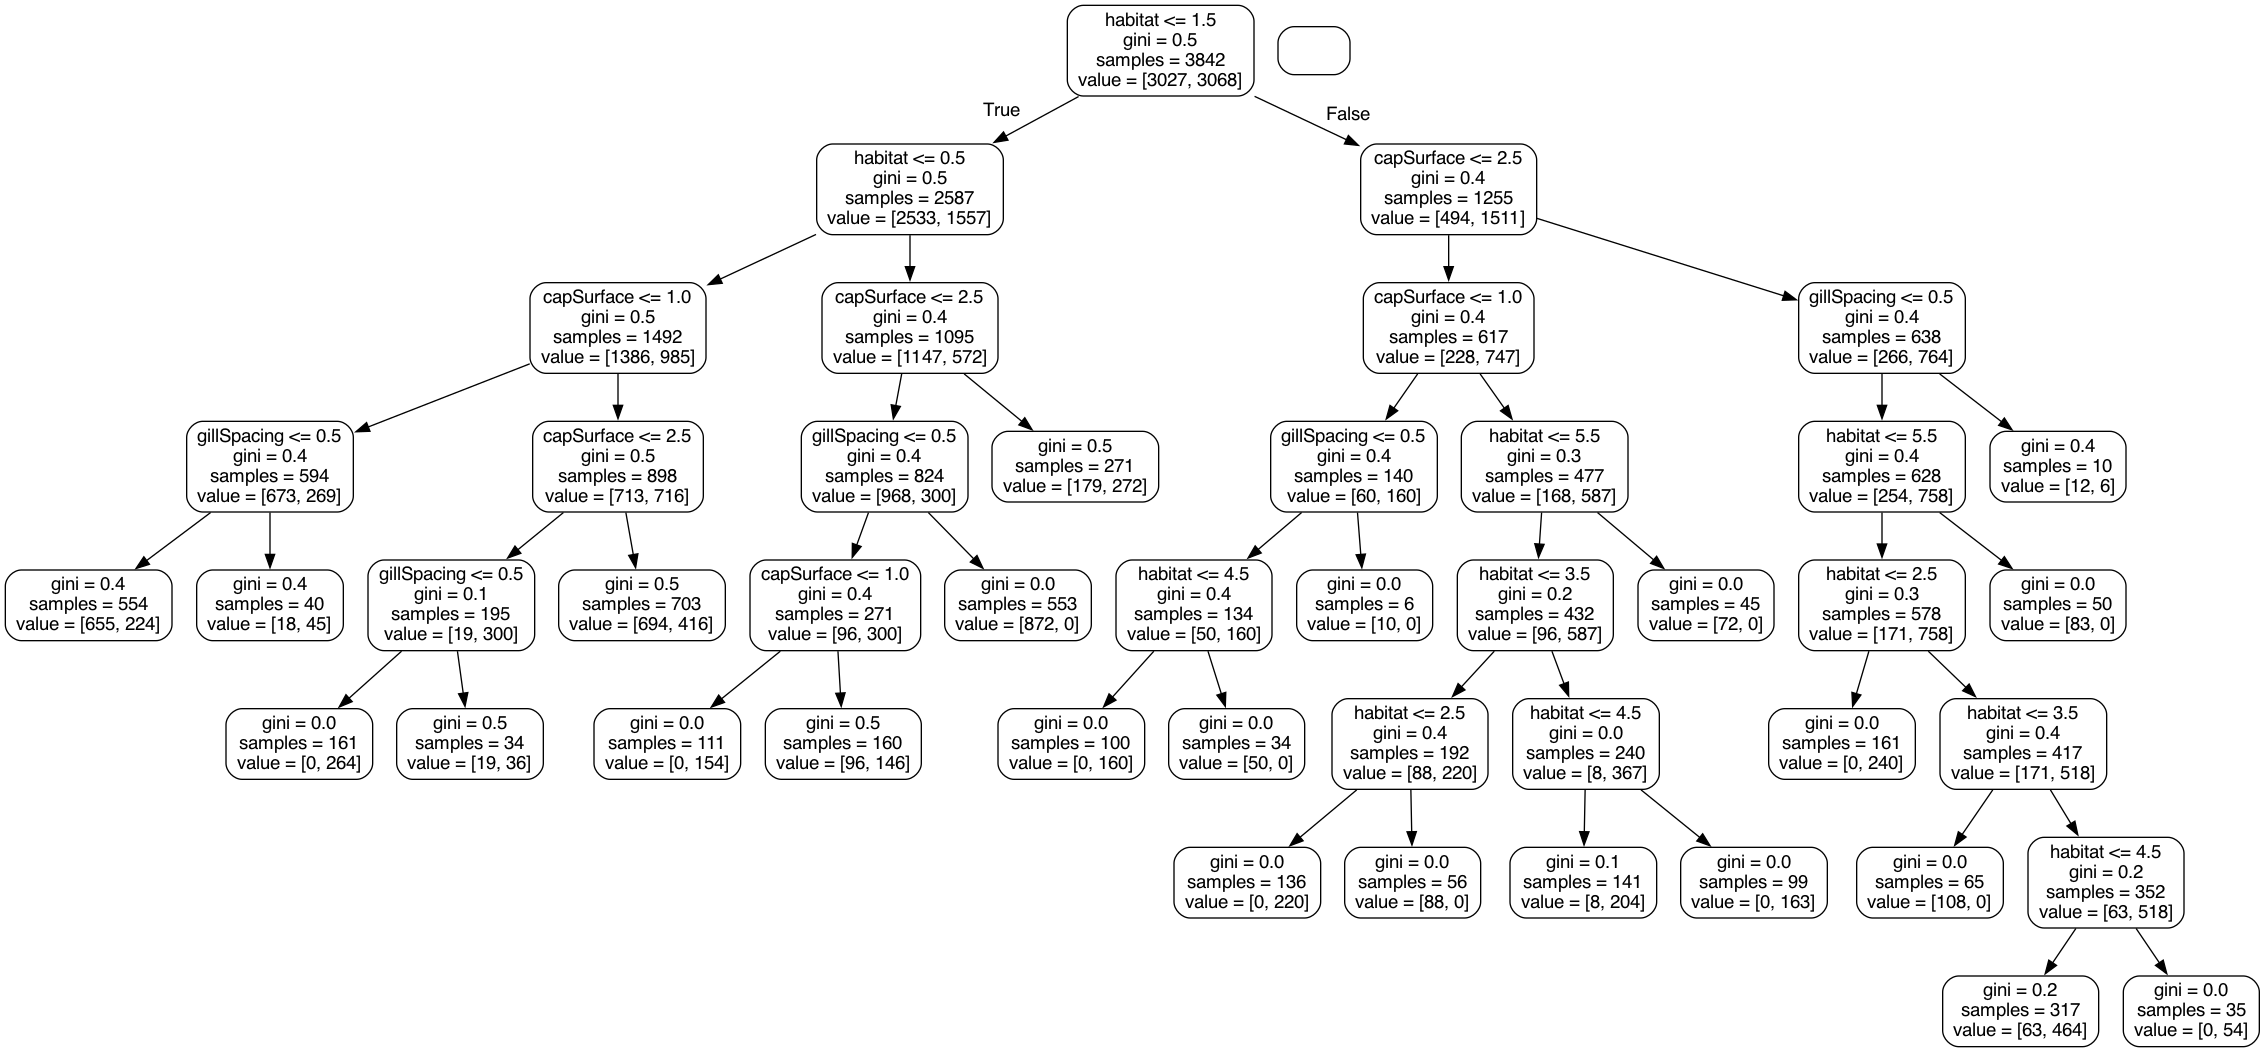 habitat <= 1.5
gini = 0.5
samples = 3842
value = [3027, 3068]
True
False
habitat <= 0.5
gini = 0.5
samples = 2587
value = [2533, 1557]
capSurface <= 2.5
gini = 0.4
samples = 1255
value = [494, 1511]
capSurface <= 1.0
gini = 0.5
samples = 1492
value = [1386, 985]
capSurface <= 2.5
gini = 0.4
samples = 1095
value = [1147, 572]
capSurface <= 1.0
gini = 0.4
samples = 617
value = [228, 747]
gillSpacing <= 0.5
gini = 0.4
samples = 638
value = [266, 764]
gillSpacing <= 0.5
gini = 0.4
samples = 594
value = [673, 269]
capSurface <= 2.5
gini = 0.5
samples = 898
value = [713, 716]
gillSpacing <= 0.5
gini = 0.4
samples = 824
value = [968, 300]
gini = 0.5
samples = 271
value = [179, 272]
gillSpacing <= 0.5
gini = 0.4
samples = 140
value = [60, 160]
habitat <= 5.5
gini = 0.3
samples = 477
value = [168, 587]
habitat <= 5.5
gini = 0.4
samples = 628
value = [254, 758]
gini = 0.4
samples = 10
value = [12, 6]
gini = 0.4
samples = 554
value = [655, 224]
gini = 0.4
samples = 40
value = [18, 45]
gillSpacing <= 0.5
gini = 0.1
samples = 195
value = [19, 300]
gini = 0.5
samples = 703
value = [694, 416]
capSurface <= 1.0
gini = 0.4
samples = 271
value = [96, 300]
gini = 0.0
samples = 553
value = [872, 0]
habitat <= 4.5
gini = 0.4
samples = 134
value = [50, 160]
gini = 0.0
samples = 6
value = [10, 0]
habitat <= 3.5
gini = 0.2
samples = 432
value = [96, 587]
gini = 0.0
samples = 45
value = [72, 0]
habitat <= 2.5
gini = 0.3
samples = 578
value = [171, 758]
gini = 0.0
samples = 50
value = [83, 0]
gini = 0.0
samples = 161
value = [0, 264]
gini = 0.5
samples = 34
value = [19, 36]
gini = 0.0
samples = 111
value = [0, 154]
gini = 0.5
samples = 160
value = [96, 146]
gini = 0.0
samples = 100
value = [0, 160]
gini = 0.0
samples = 34
value = [50, 0]
habitat <= 2.5
gini = 0.4
samples = 192
value = [88, 220]
habitat <= 4.5
gini = 0.0
samples = 240
value = [8, 367]
gini = 0.0
samples = 161
value = [0, 240]
habitat <= 3.5
gini = 0.4
samples = 417
value = [171, 518]
gini = 0.0
samples = 136
value = [0, 220]
gini = 0.0
samples = 56
value = [88, 0]
gini = 0.1
samples = 141
value = [8, 204]
gini = 0.0
samples = 99
value = [0, 163]
gini = 0.0
samples = 65
value = [108, 0]
habitat <= 4.5
gini = 0.2
samples = 352
value = [63, 518]
gini = 0.2
samples = 317
value = [63, 464]
gini = 0.0
samples = 35
value = [0, 54]